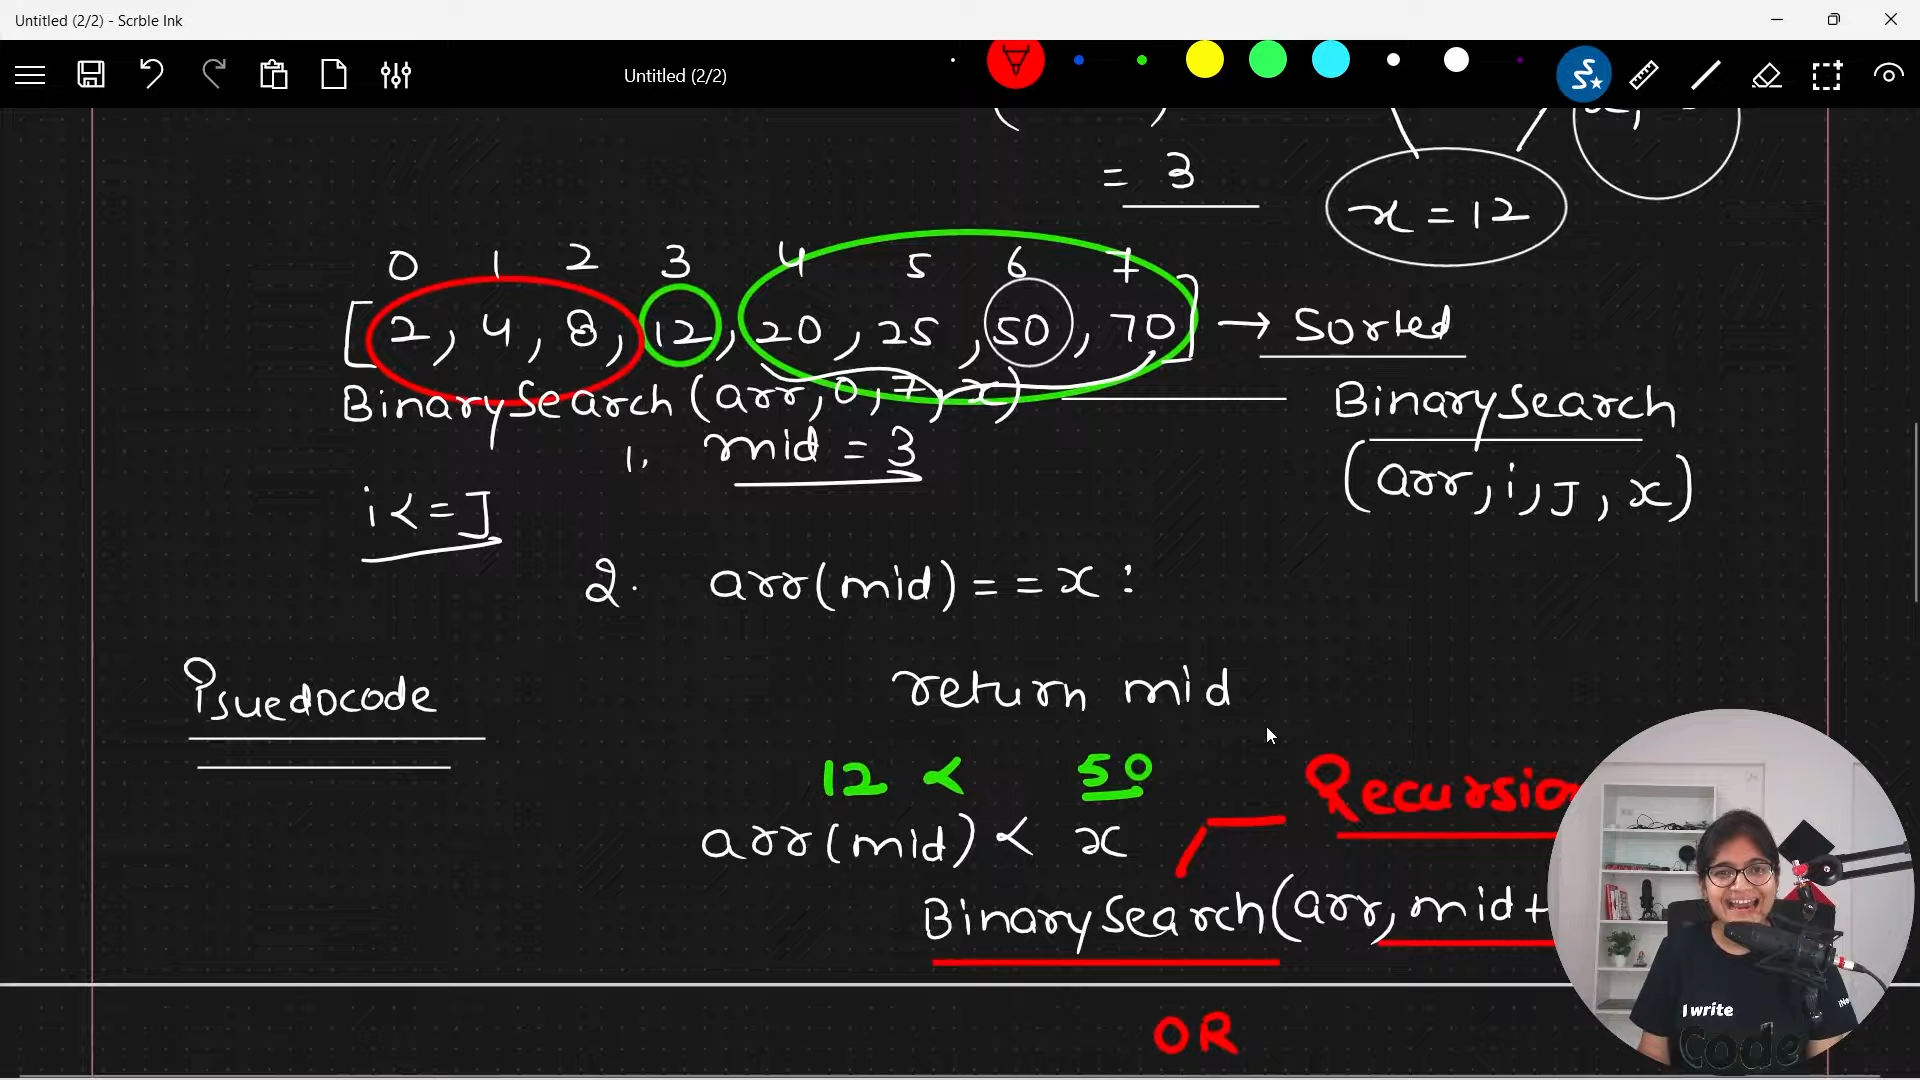 Untitled (2/2) - Scrble Ink
Untitled (2/2)
= 3
x = 12
0 1 2 3 4 5 6 7
[2, 4, 8, 12, 20, 25, 50, 70] → Sorted
BinarySearch (arr, 0, 7, x)
BinarySearch
1. mid = 3
(arr, i, J, x)
i <= J
2. arr(mid) == x :
Psuedocode
return mid
12 < 50
Recursio
arr(mid) < x
BinarySearch(arr, mid+
OR
I write
Code